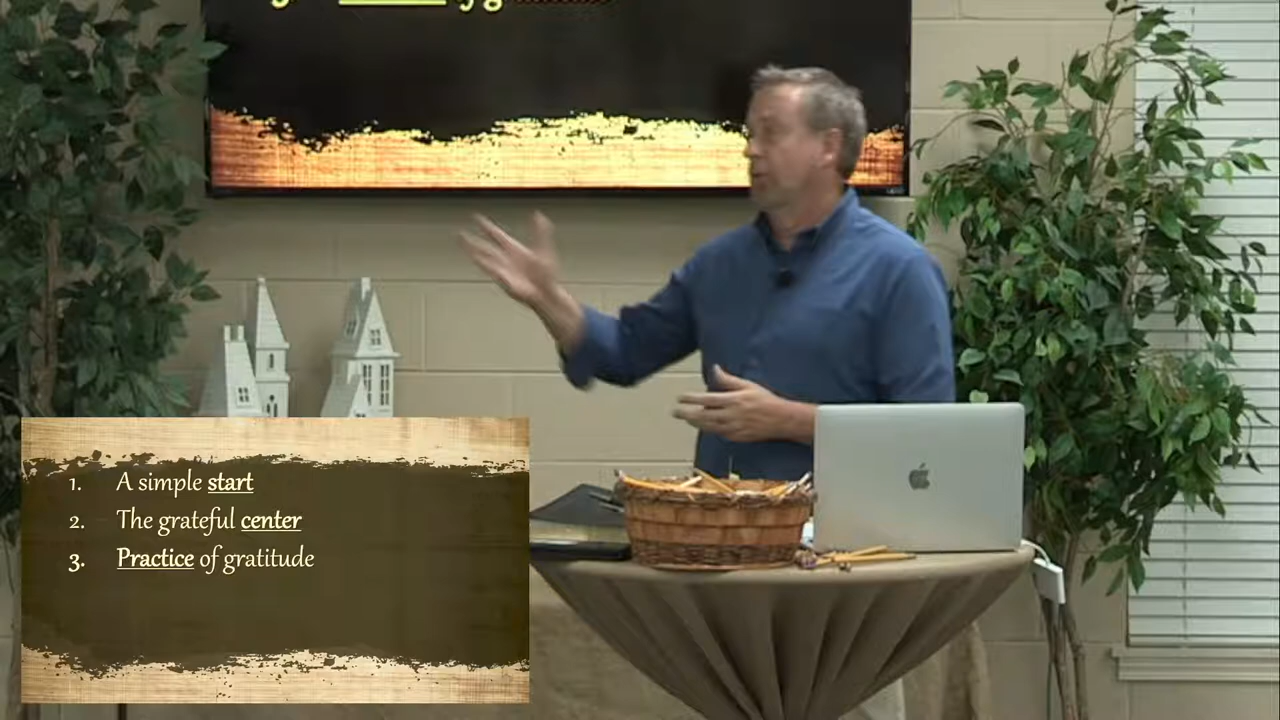 1. A simple start
2. The grateful center
3. Practice of gratitude